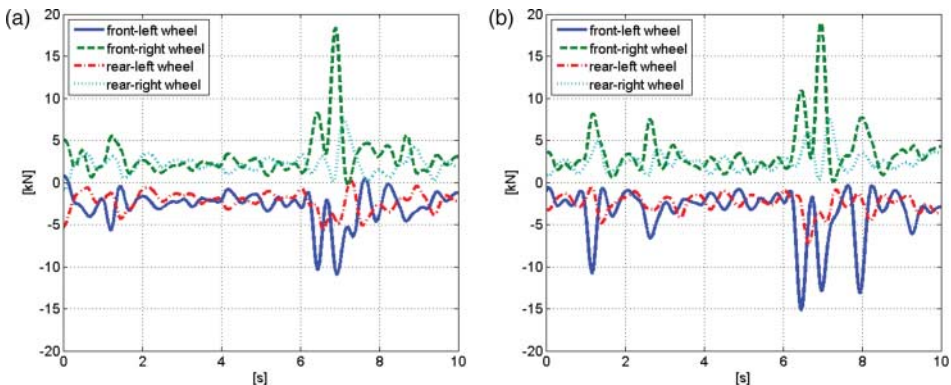 (a)
20
15
10
5
0
-5
-10
-15
-20
[kN]
front-left wheel
front-right wheel
rear-left wheel
rear-right wheel
0 2 4 6 8 10
[s]
(b)
20
15
10
5
0
-5
-10
-15
-20
[kN]
front-left wheel
front-right wheel
rear-left wheel
rear-right wheel
0 2 4 6 8 10
[s]